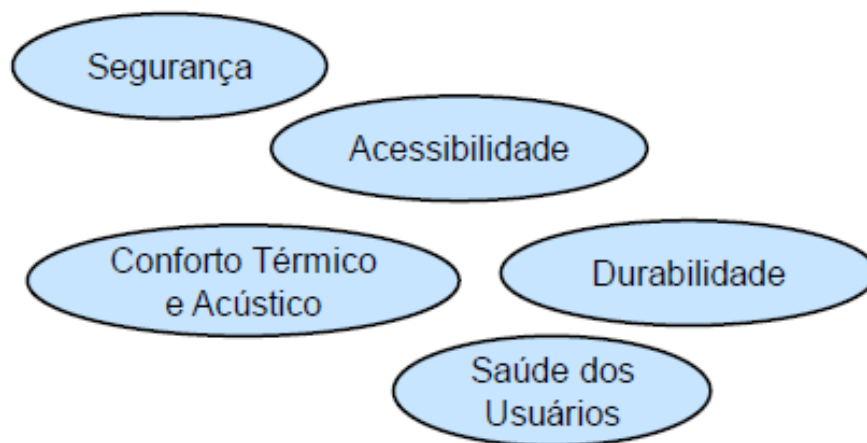 Segurança
Acessibilidade
Conforto Térmico
e Acústico
Durabilidade
Saúde dos
Usuários